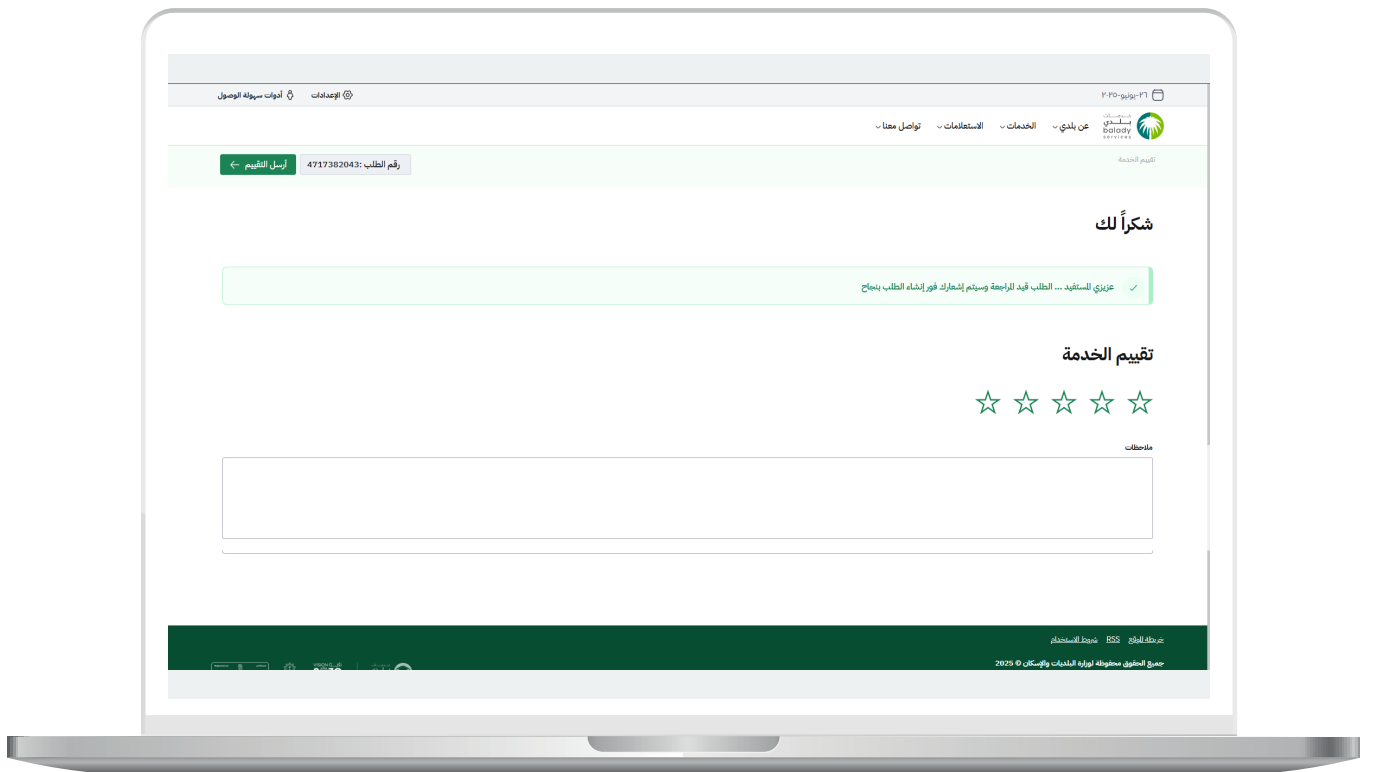 ٢٦-يونيو-٢٠٢٥
الإعدادات أدوات سهولة الوصول
خدمات
بلدي
balady
services
عن بلدي الخدمات الاستعلامات تواصل معنا
تقييم الخدمة
رقم الطلب :4717382043 أرسل التقييم
شكراً لك
عزيزي المستفيد ... الطلب قيد المراجعة وسيتم إشعارك فور إنشاء الطلب بنجاح
تقييم الخدمة
ملاحظات
خريطة الموقع RSS شروط الاستخدام
جميع الحقوق محفوظة لوزارة البلديات والإسكان © 2025